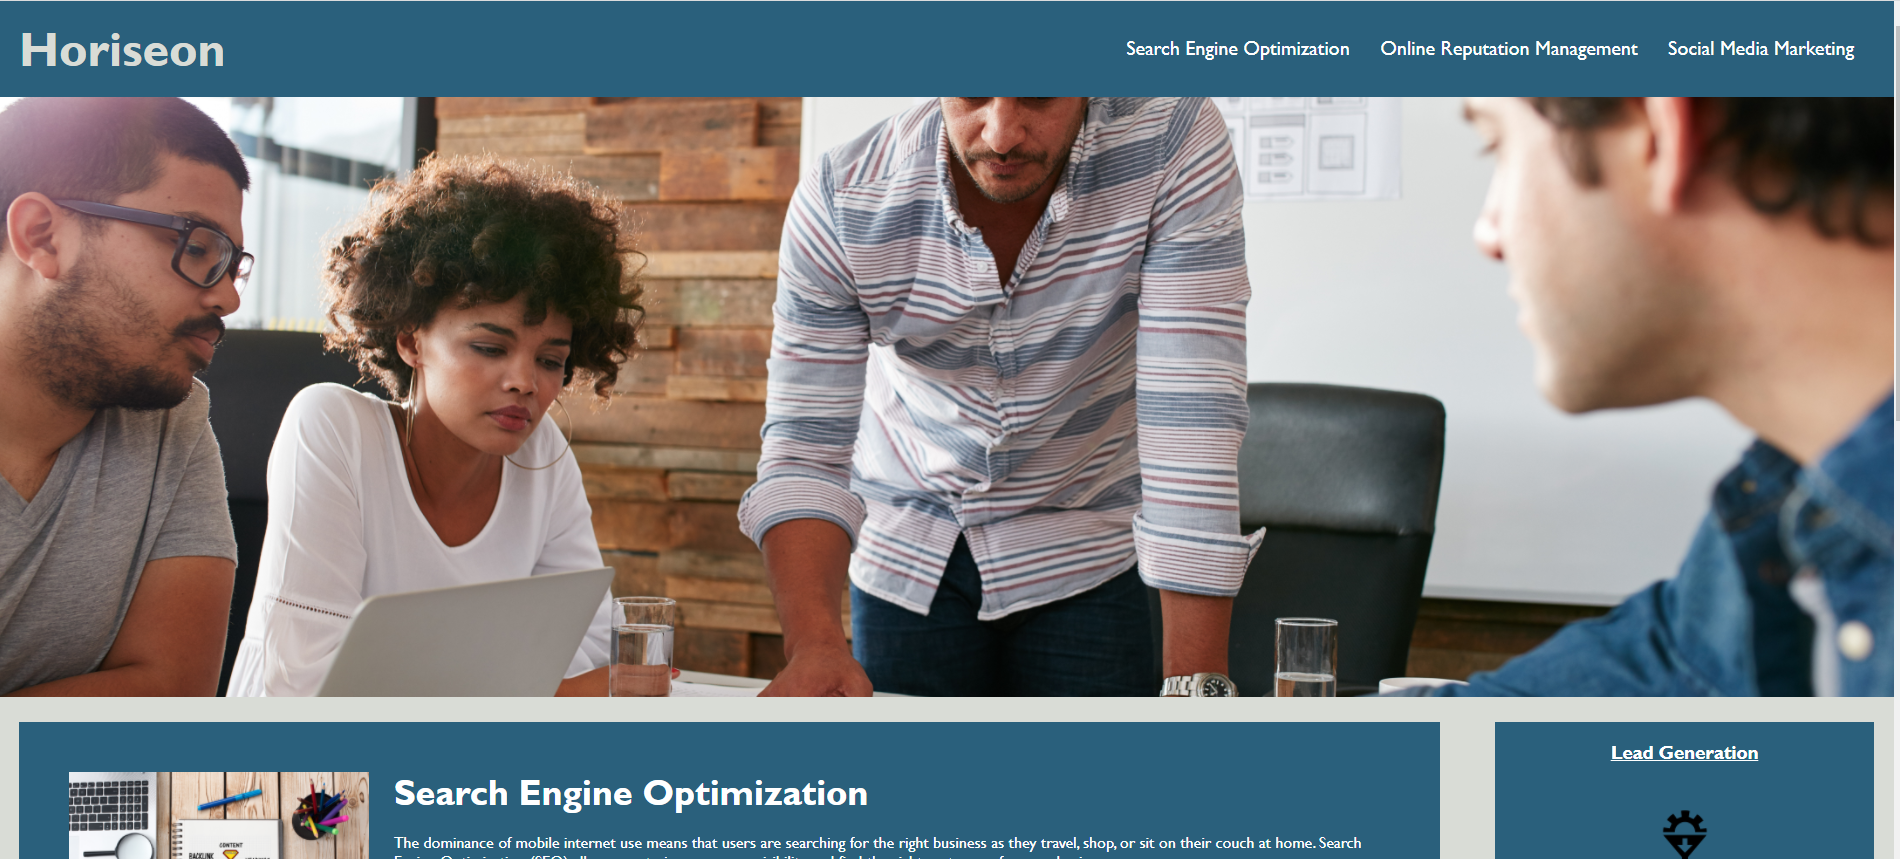 Horiseon
Search Engine Optimization
Online Reputation Management
Social Media Marketing
Lead Generation
Search Engine Optimization
The dominance of mobile internet use means that users are searching for the right business as they travel, shop, or sit on their couch at home. Search
CONTENT
BACKLINK